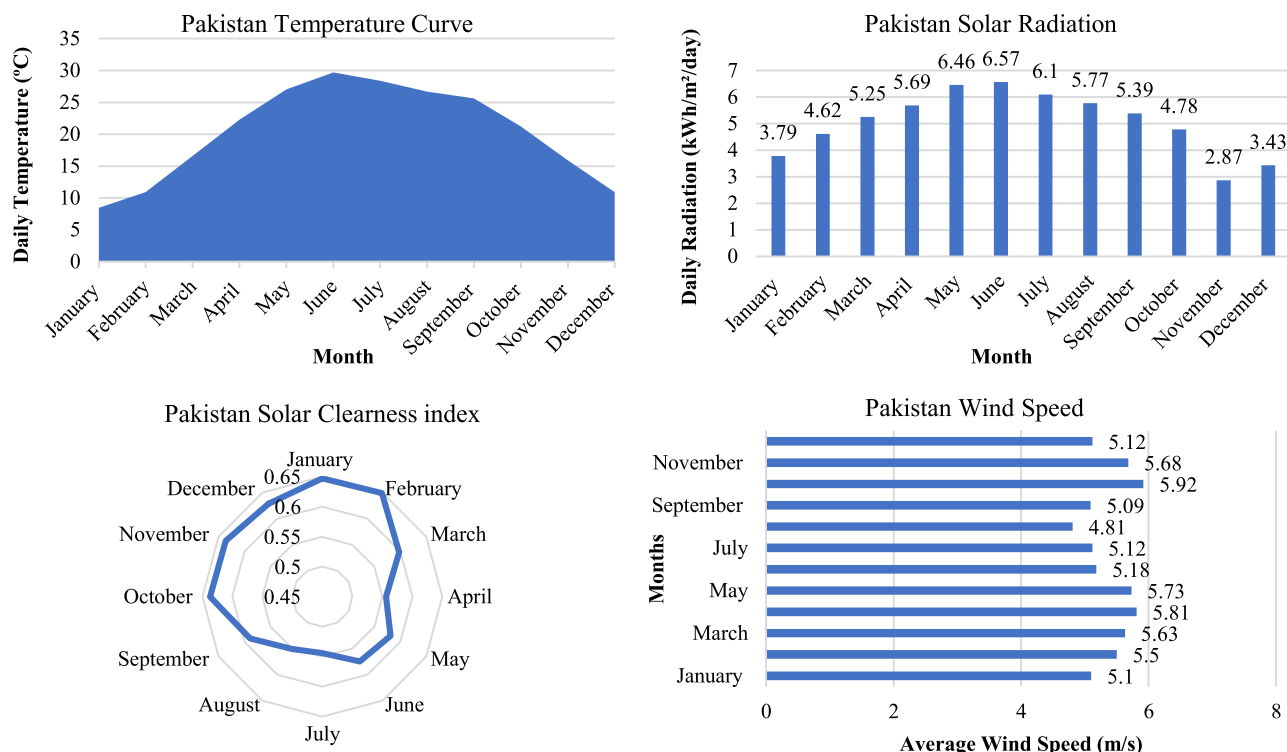 Pakistan Temperature Curve
35
30
25
20
15
10
5
0
Daily Temperature (ºC)
January
February
March
April
May
June
July
August
September
October
November
December
Month
Pakistan Solar Radiation
7
6
5
4
3
2
1
0
Daily Radiation (kWh/m²/day)
3.79
4.62
5.25
5.69
6.46
6.57
6.1
5.77
5.39
4.78
2.87
3.43
January
February
March
April
May
June
July
August
September
October
November
December
Month
Pakistan Solar Clearness index
0.65
0.6
0.55
0.5
0.45
January
February
March
April
May
June
July
August
September
October
November
December
Pakistan Wind Speed
5.12
November 5.68
5.92
September 5.09
4.81
July 5.12
5.18
May 5.73
5.81
March 5.63
5.5
January 5.1
Months
0 2 4 6 8
Average Wind Speed (m/s)